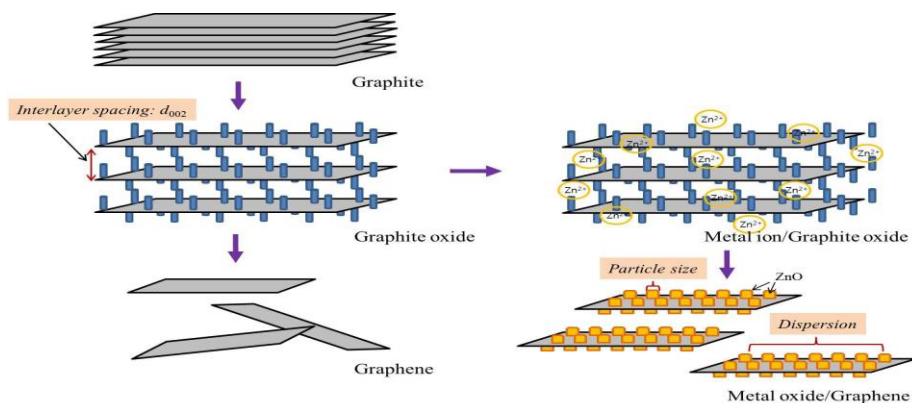 Graphite
Interlayer spacing: d002
Graphite oxide
Graphene
Zn2+
Zn2+
Zn2+
Zn2+
Zn2+
Zn2+
Zn2+
Zn2+
Zn2+
Zn2+
Zn2+
Metal ion/Graphite oxide
Particle size
ZnO
Dispersion
Metal oxide/Graphene